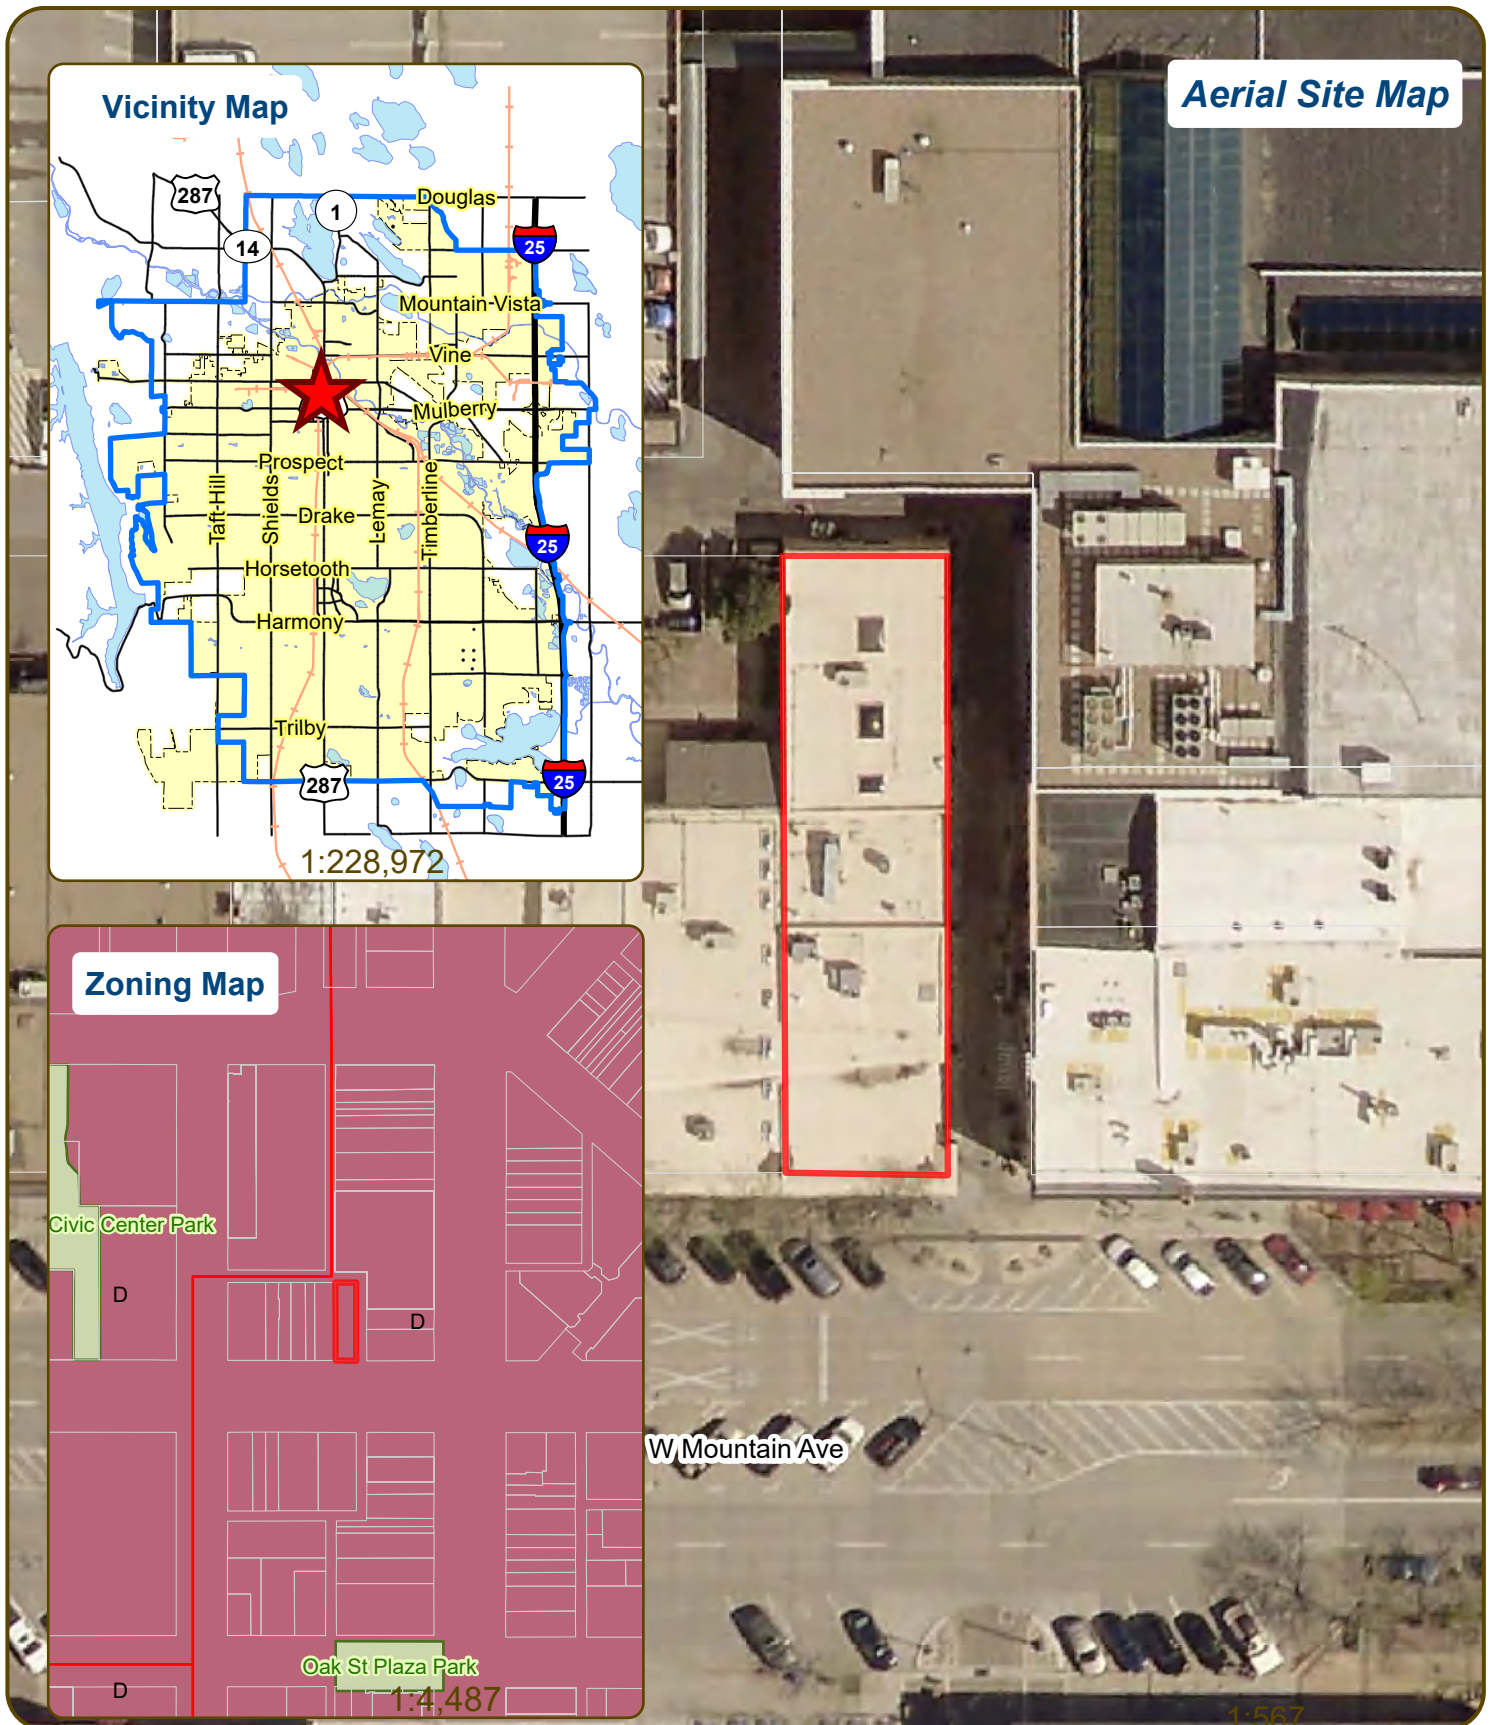 Vicinity Map
Aerial Site Map
287
1
Douglas
14
25
Mountain-Vista
Vine
Mulberry
Prospect
Taft-Hill
Shields
Drake
Lemay
Timberline
25
Horsetooth
Harmony
Trilby
287
25
1:228,972
Zoning Map
Civic Center Park
D
D
W Mountain Ave
Oak St Plaza Park
D
1:4,487
1:567